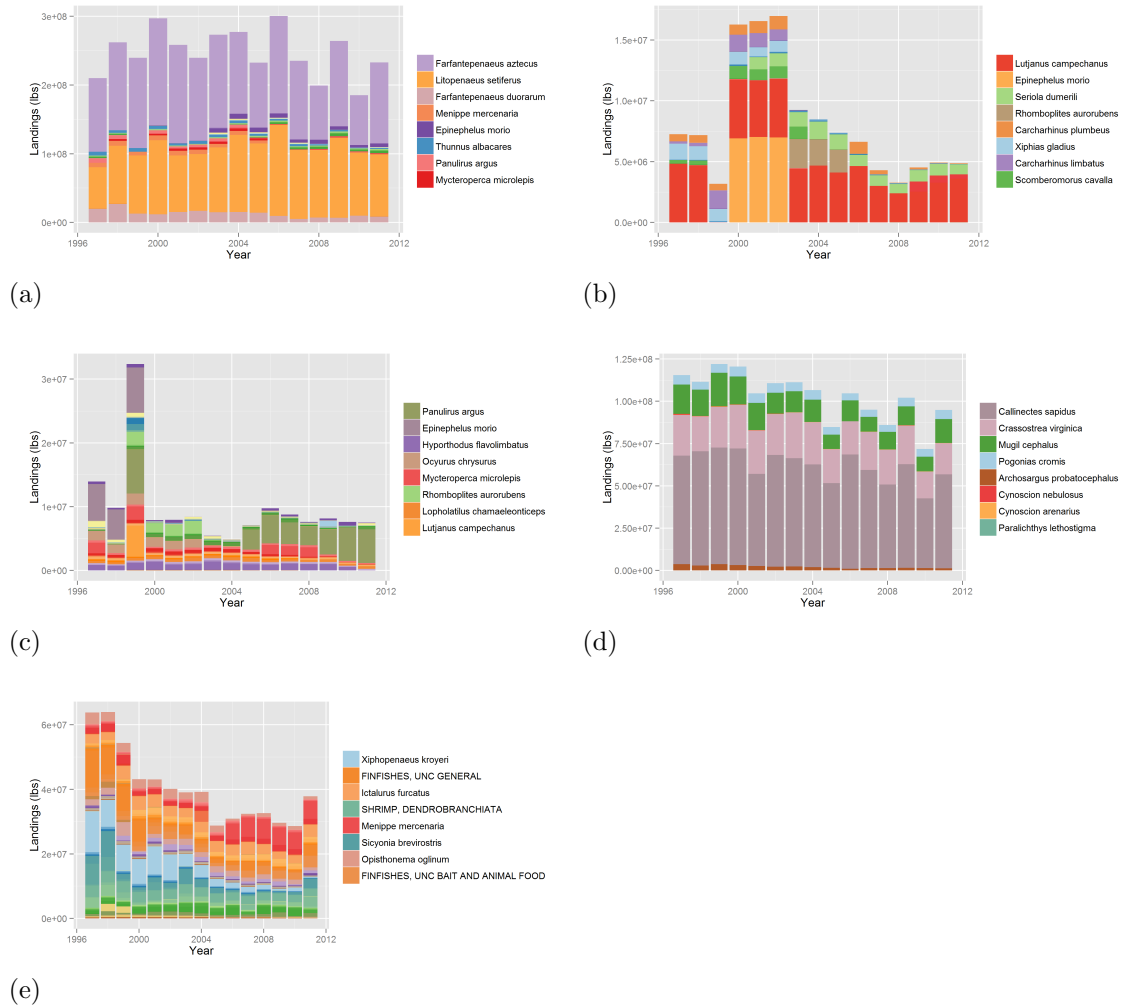 3e+08
2e+08
1e+08
0e+00
Landings (lbs)
1996
2000
2004
2008
2012
Year
Farfantepenaeus aztecus
Litopenaeus setiferus
Farfantepenaeus duorarum
Menippe mercenaria
Epinephelus morio
Thunnus albacares
Panulirus argus
Mycteroperca microlepis
(a)
1.5e+07
1.0e+07
5.0e+06
0.0e+00
Landings (lbs)
1996
2000
2004
2008
2012
Year
Lutjanus campechanus
Epinephelus morio
Seriola dumerili
Rhomboplites aurorubens
Carcharhinus plumbeus
Xiphias gladius
Carcharhinus limbatus
Scomberomorus cavalla
(b)
3e+07
2e+07
1e+07
0e+00
Landings (lbs)
1996
2000
2004
2008
2012
Year
Panulirus argus
Epinephelus morio
Hyporthodus flavolimbatus
Ocyurus chrysurus
Mycteroperca microlepis
Rhomboplites aurorubens
Lopholatilus chamaeleonticeps
Lutjanus campechanus
(c)
1.25e+08
1.00e+08
7.50e+07
5.00e+07
2.50e+07
0.00e+00
Landings (lbs)
1996
2000
2004
2008
2012
Year
Callinectes sapidus
Crassostrea virginica
Mugil cephalus
Pogonias cromis
Archosargus probatocephalus
Cynoscion nebulosus
Cynoscion arenarius
Paralichthys lethostigma
(d)
6e+07
4e+07
2e+07
0e+00
Landings (lbs)
1996
2000
2004
2008
2012
Year
Xiphopenaeus kroyeri
FINFISHES, UNC GENERAL
Ictalurus furcatus
SHRIMP, DENDROBRANCHIATA
Menippe mercenaria
Sicyonia brevirostris
Opisthonema oglinum
FINFISHES, UNC BAIT AND ANIMAL FOOD
(e)